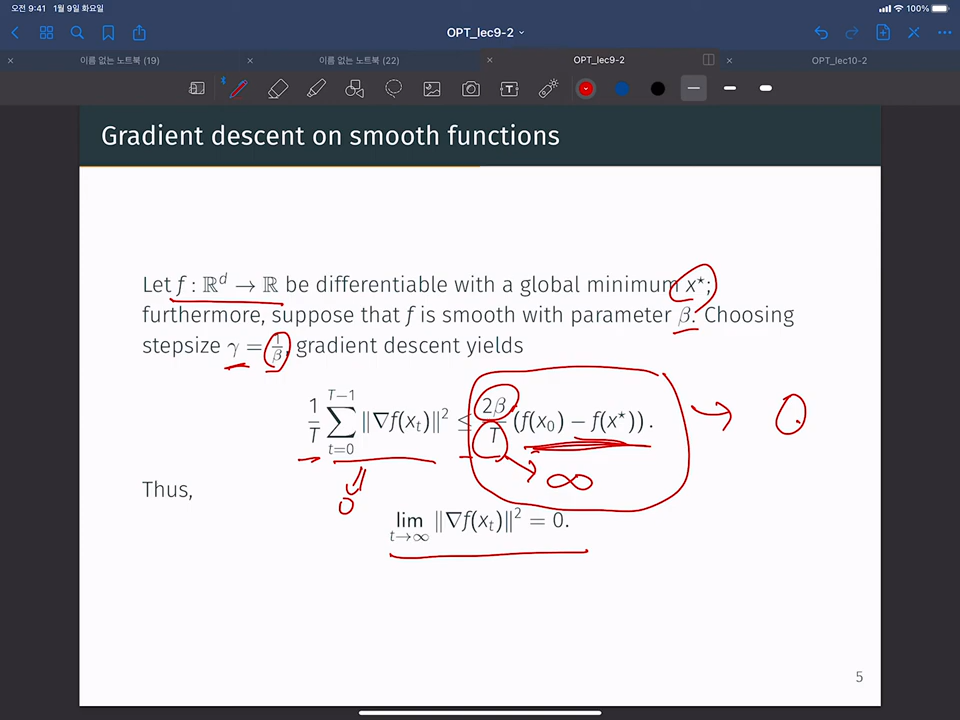 오전 9:41 1월 9일 화요일
100%
OPT_lec9-2
이름 없는 노트북 (19)
이름 없는 노트북 (22)
OPT_lec9-2
OPT_lec10-2
Gradient descent on smooth functions
Let f : ℝᵈ → ℝ be differentiable with a global minimum x⋆;
furthermore, suppose that f is smooth with parameter β. Choosing
stepsize γ = 1/β, gradient descent yields
1/T ∑_{t=0}^{T−1} ‖∇f(x_t)‖² ≤ 2β/T (f(x₀) − f(x⋆)). → 0
0 → ∞
Thus,
lim_{t→∞} ‖∇f(x_t)‖² = 0.
5